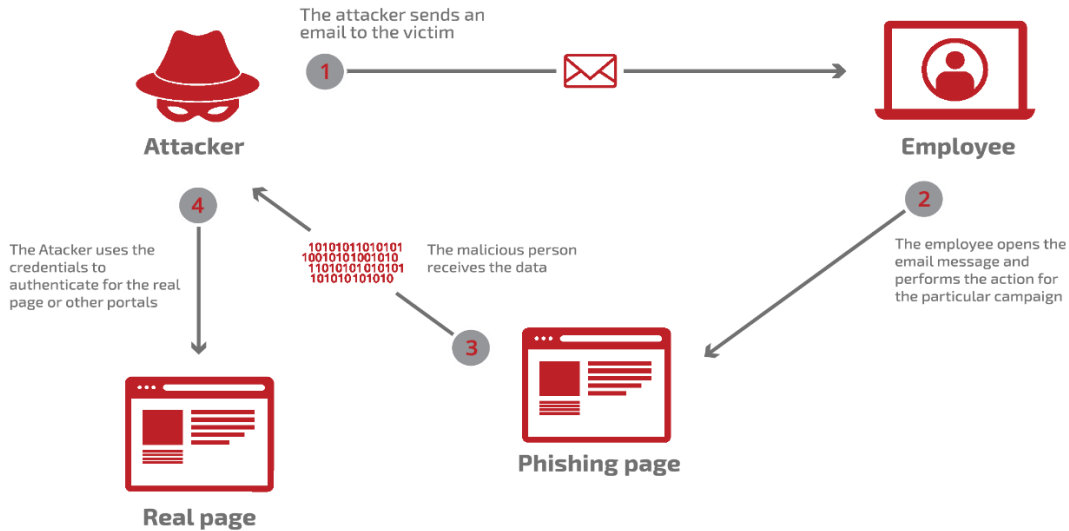 The attacker sends an
email to the victim
1
Attacker
Employee
4
2
The Atacker uses the
credentials to
authenticate for the real
page or other portals
10101011010101
1001010101001010
11010101010101
101010101010
The malicious person
receives the data
The employee opens the
email message and
performs the action for
the particular campaign
3
Phishing page
Real page